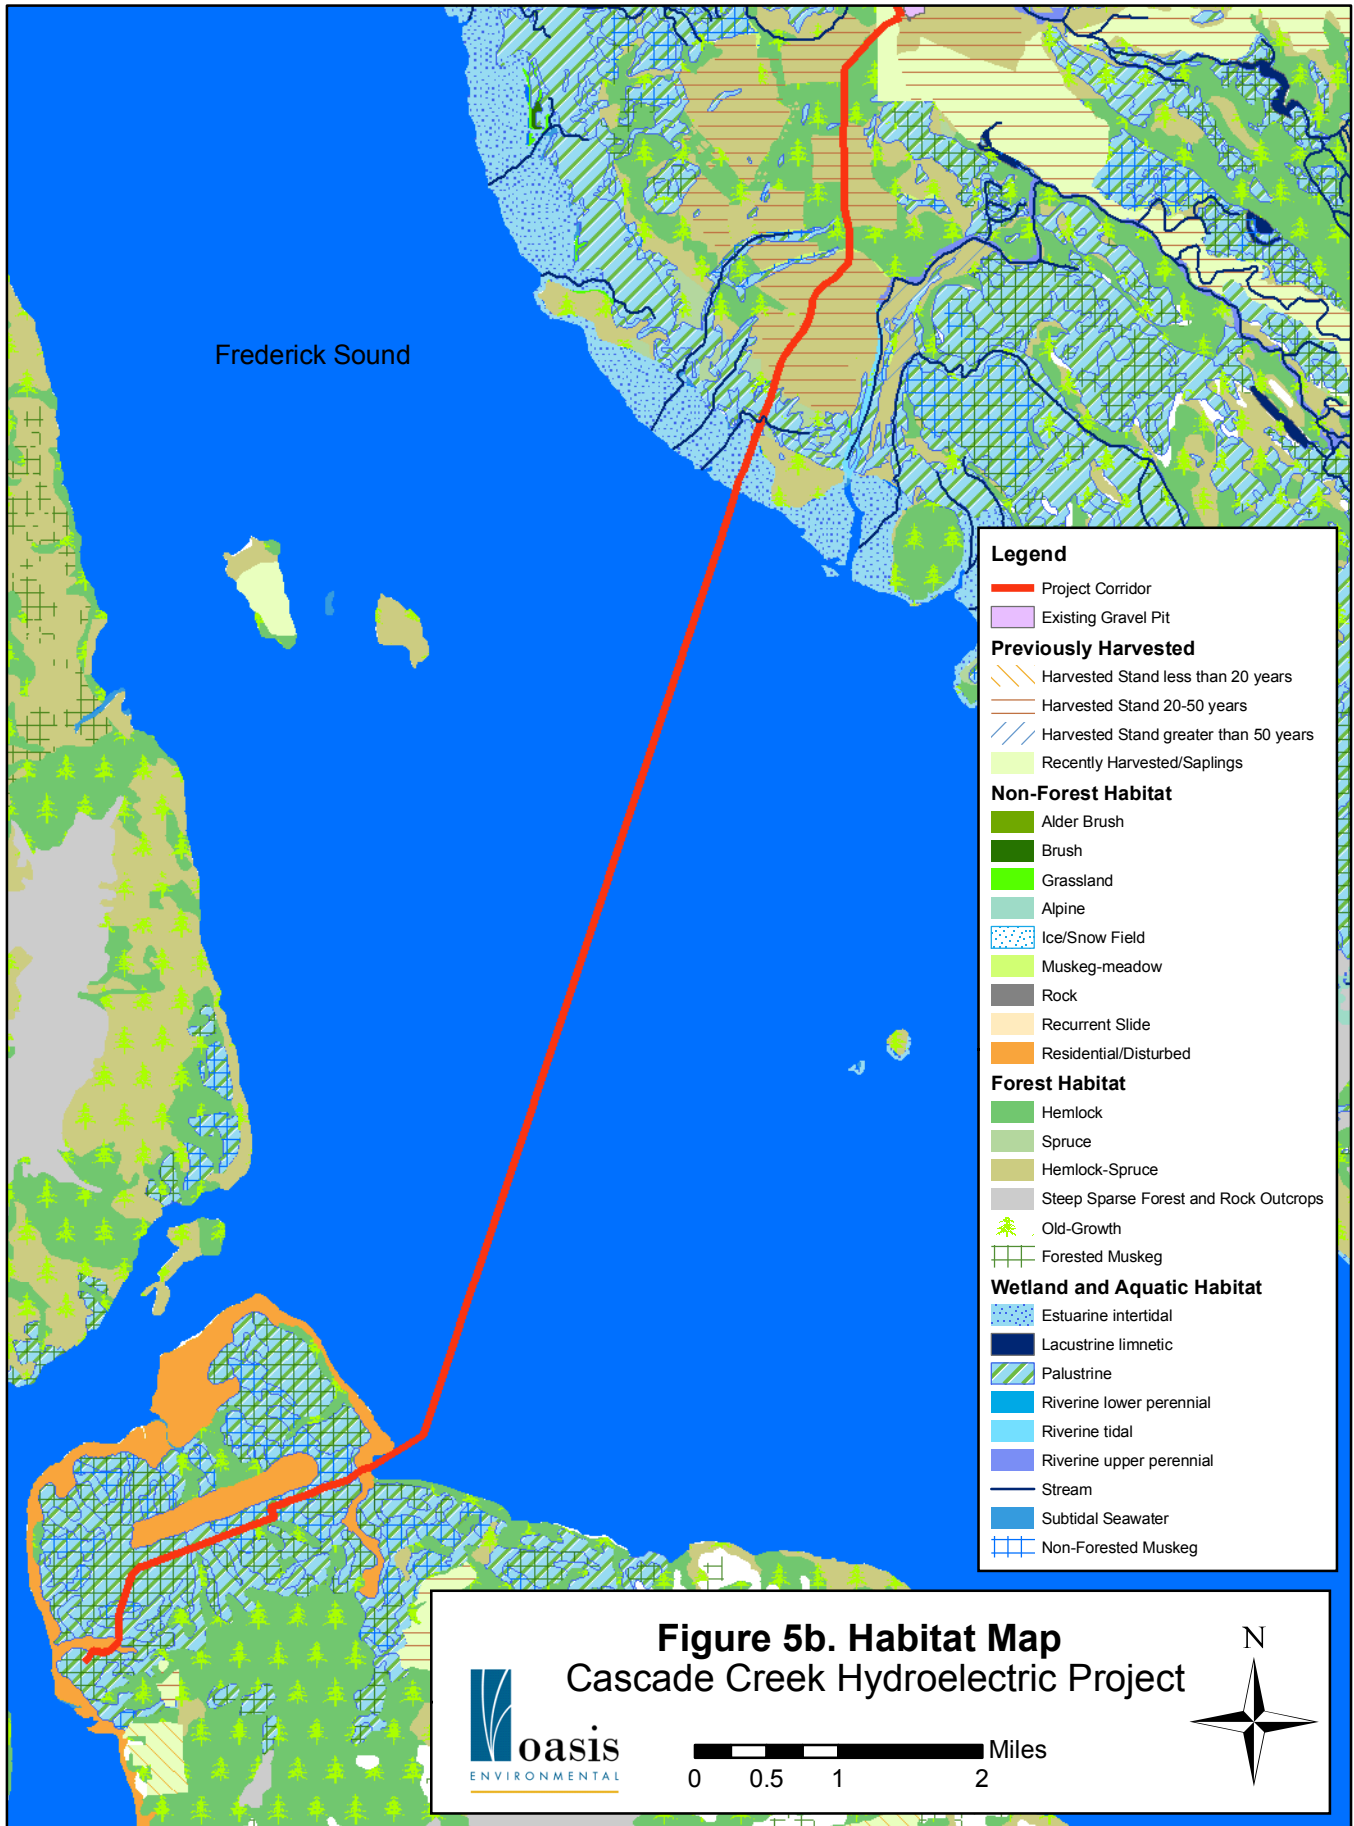 Frederick Sound
Legend
Project Corridor
Existing Gravel Pit
Previously Harvested
Harvested Stand less than 20 years
Harvested Stand 20-50 years
Harvested Stand greater than 50 years
Recently Harvested/Saplings
Non-Forest Habitat
Alder Brush
Brush
Grassland
Alpine
Ice/Snow Field
Muskeg-meadow
Rock
Recurrent Slide
Residential/Disturbed
Forest Habitat
Hemlock
Spruce
Hemlock-Spruce
Steep Sparse Forest and Rock Outcrops
Old-Growth
Forested Muskeg
Wetland and Aquatic Habitat
Estuarine intertidal
Lacustrine limnetic
Palustrine
Riverine lower perennial
Riverine tidal
Riverine upper perennial
Stream
Subtidal Seawater
Non-Forested Muskeg
Figure 5b. Habitat Map
Cascade Creek Hydroelectric Project
N
oasis
ENVIRONMENTAL
Miles
0 0.5 1 2